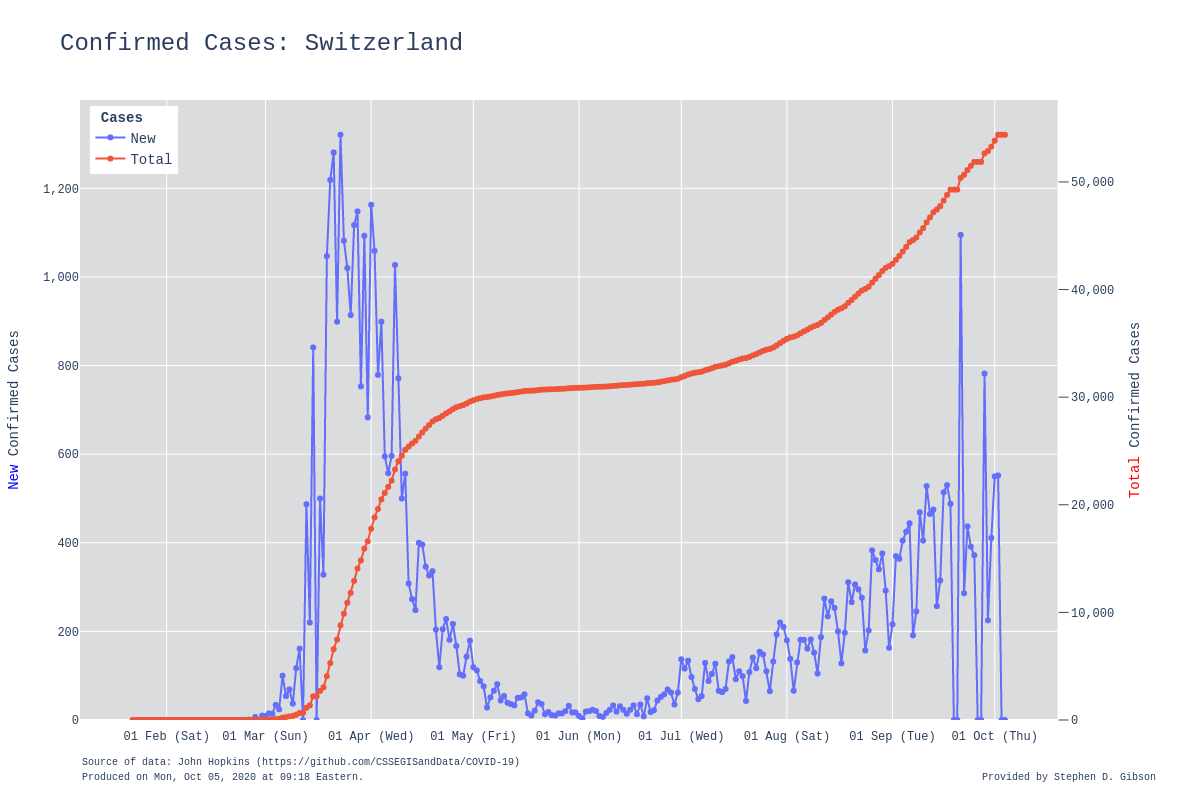 Confirmed Cases: Switzerland
Cases
New
Total
1,200
1,000
800
600
400
200
0
50,000
40,000
30,000
20,000
10,000
0
New Confirmed Cases
Total Confirmed Cases
01 Feb (Sat) 01 Mar (Sun) 01 Apr (Wed) 01 May (Fri) 01 Jun (Mon) 01 Jul (Wed) 01 Aug (Sat) 01 Sep (Tue) 01 Oct (Thu)
Source of data: John Hopkins (https://github.com/CSSEGISandData/COVID-19)
Produced on Mon, Oct 05, 2020 at 09:18 Eastern.
Provided by Stephen D. Gibson